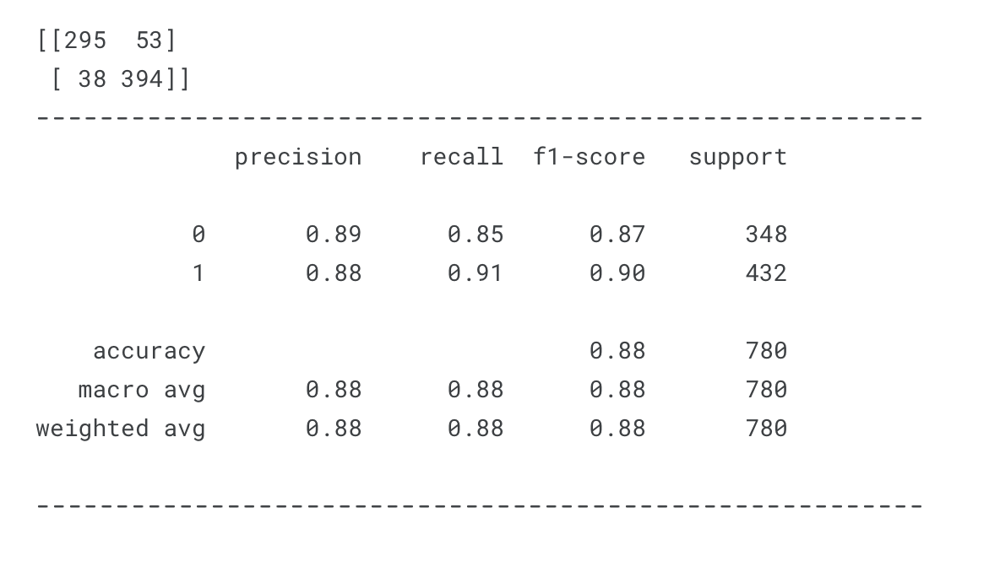 [[295  53]
 [ 38 394]]
--------------------------------------------------------
              precision    recall  f1-score   support

           0       0.89      0.85      0.87       348
           1       0.88      0.91      0.90       432

    accuracy                           0.88       780
   macro avg       0.88      0.88      0.88       780
weighted avg       0.88      0.88      0.88       780

--------------------------------------------------------